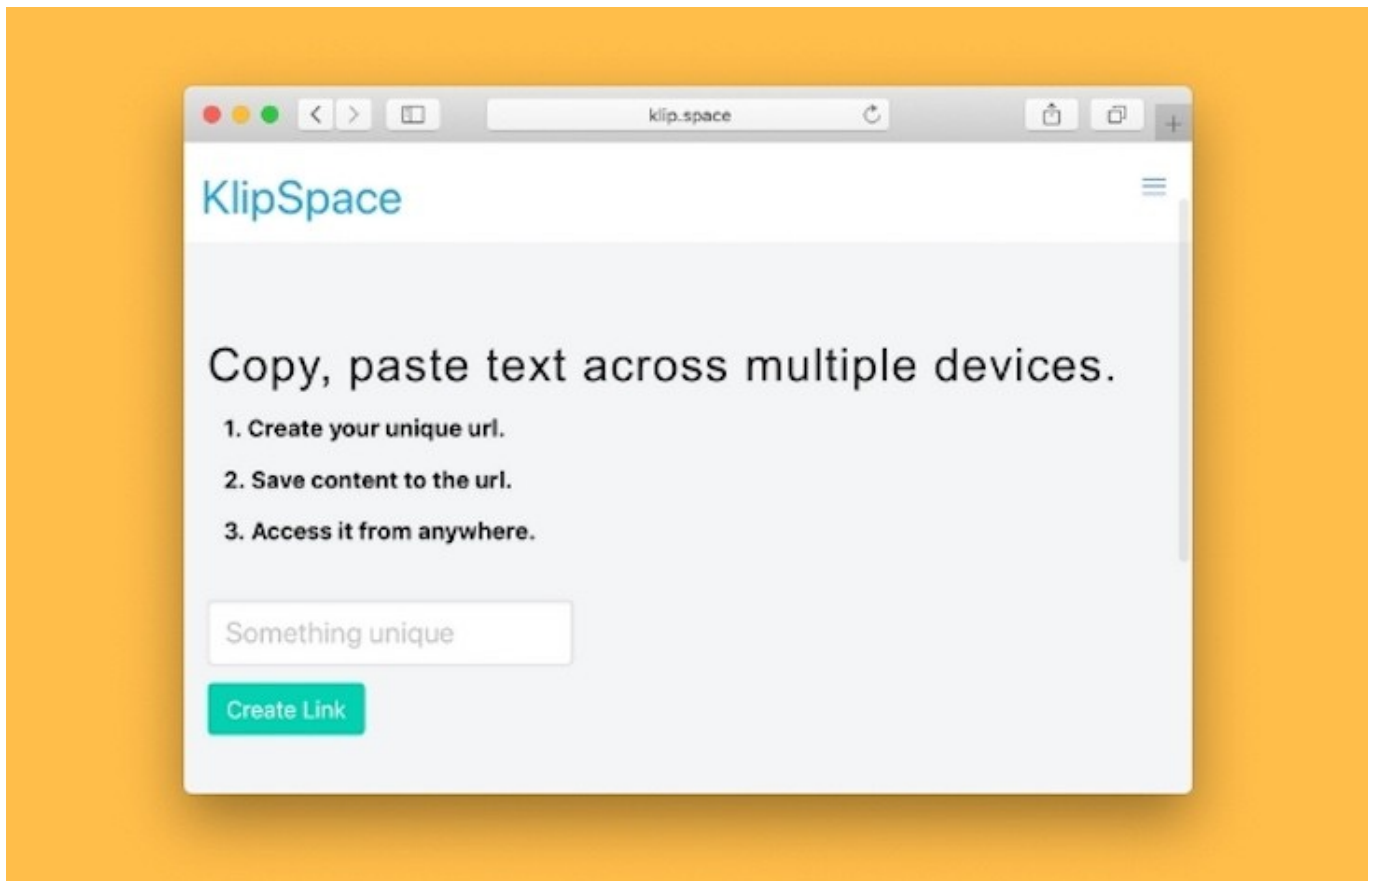 klip.space
KlipSpace
Copy, paste text across multiple devices.
1. Create your unique url.
2. Save content to the url.
3. Access it from anywhere.
Something unique
Create Link